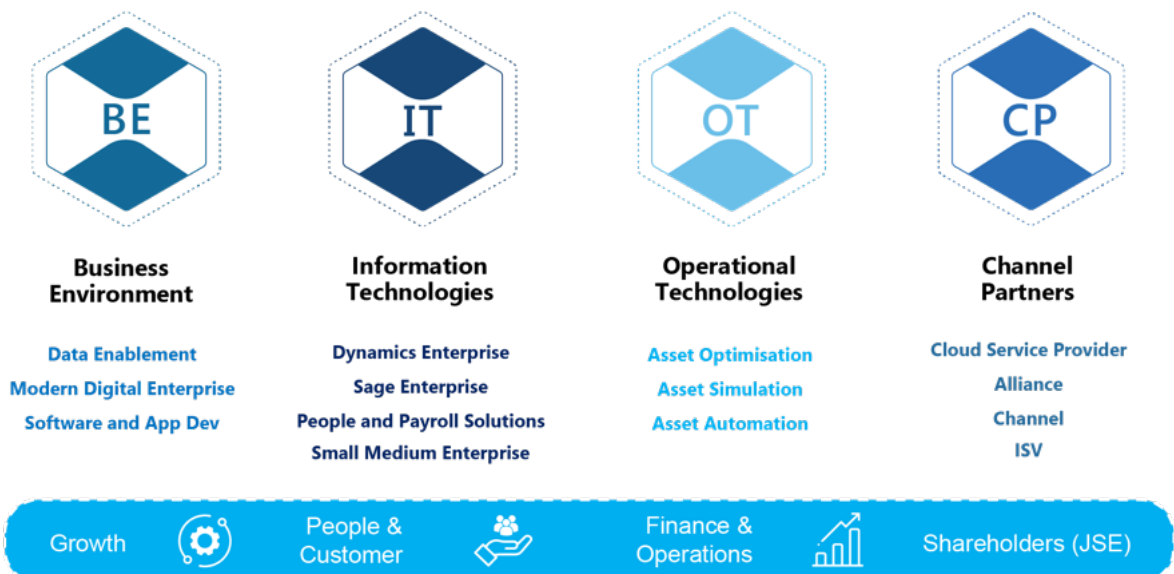 BE
Business
Environment
Data Enablement
Modern Digital Enterprise
Software and App Dev
IT
Information
Technologies
Dynamics Enterprise
Sage Enterprise
People and Payroll Solutions
Small Medium Enterprise
OT
Operational
Technologies
Asset Optimisation
Asset Simulation
Asset Automation
CP
Channel
Partners
Cloud Service Provider
Alliance
Channel
ISV
Growth
People &
Customer
Finance &
Operations
Shareholders (JSE)